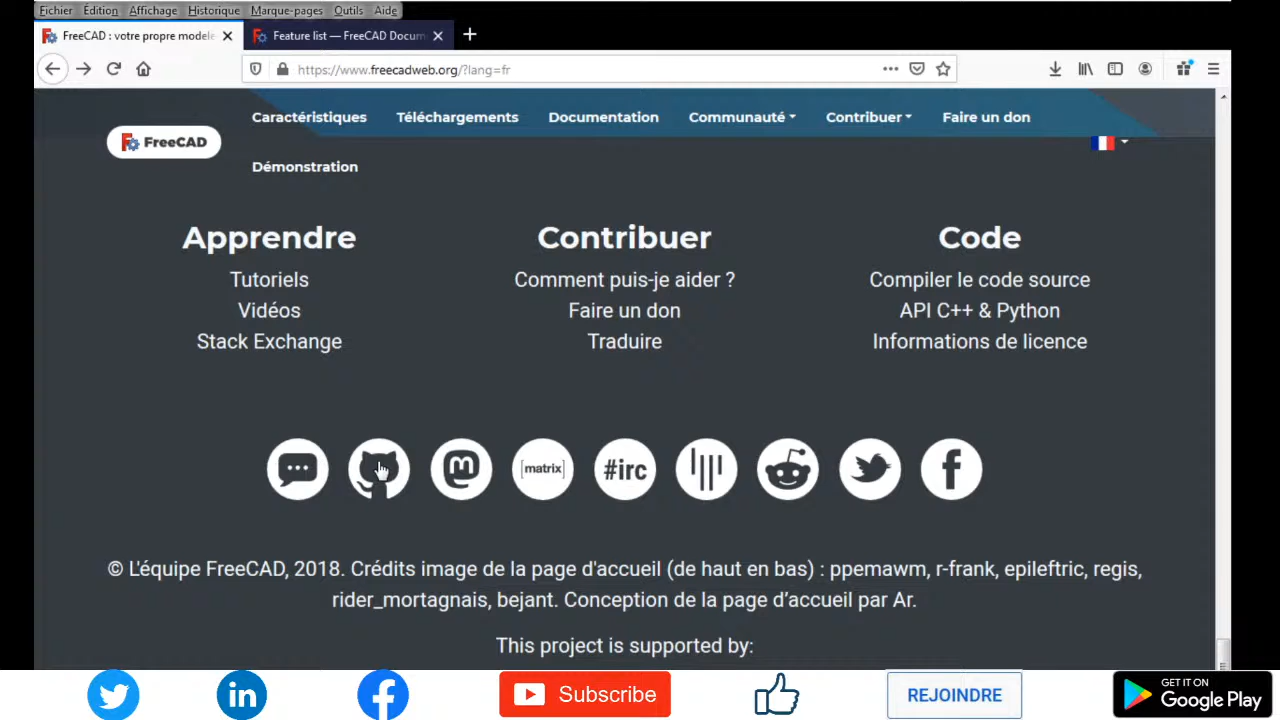 Fichier Édition Affichage Historique Marque-pages Outils Aide
FreeCAD : votre propre modele
Feature list — FreeCAD Docum
https://www.freecadweb.org/?lang=fr
FreeCAD
Caractéristiques Téléchargements Documentation Communauté Contribuer Faire un don
Démonstration
Apprendre
Tutoriels
Vidéos
Stack Exchange
Contribuer
Comment puis-je aider ?
Faire un don
Traduire
Code
Compiler le code source
API C++ & Python
Informations de licence
[matrix]
#irc
© L'équipe FreeCAD, 2018. Crédits image de la page d'accueil (de haut en bas) : ppemawm, r-frank, epileftric, regis,
rider_mortagnais, bejant. Conception de la page d’accueil par Ar.
This project is supported by:
in
Subscribe
REJOINDRE
GET IT ON
Google Play